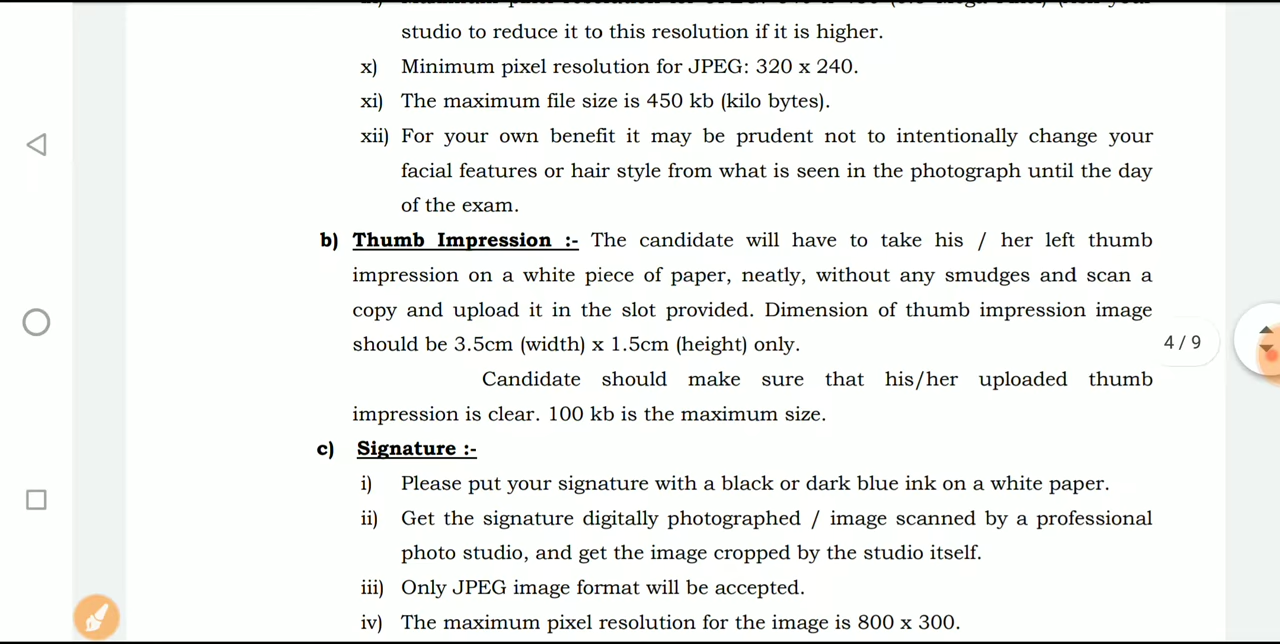 studio to reduce it to this resolution if it is higher.
x) Minimum pixel resolution for JPEG: 320 x 240.
xi) The maximum file size is 450 kb (kilo bytes).
xii) For your own benefit it may be prudent not to intentionally change your
facial features or hair style from what is seen in the photograph until the day
of the exam.
b) Thumb Impression :- The candidate will have to take his / her left thumb
impression on a white piece of paper, neatly, without any smudges and scan a
copy and upload it in the slot provided. Dimension of thumb impression image
should be 3.5cm (width) x 1.5cm (height) only.
4 / 9
Candidate should make sure that his/her uploaded thumb
impression is clear. 100 kb is the maximum size.
c) Signature :-
i) Please put your signature with a black or dark blue ink on a white paper.
ii) Get the signature digitally photographed / image scanned by a professional
photo studio, and get the image cropped by the studio itself.
iii) Only JPEG image format will be accepted.
iv) The maximum pixel resolution for the image is 800 x 300.